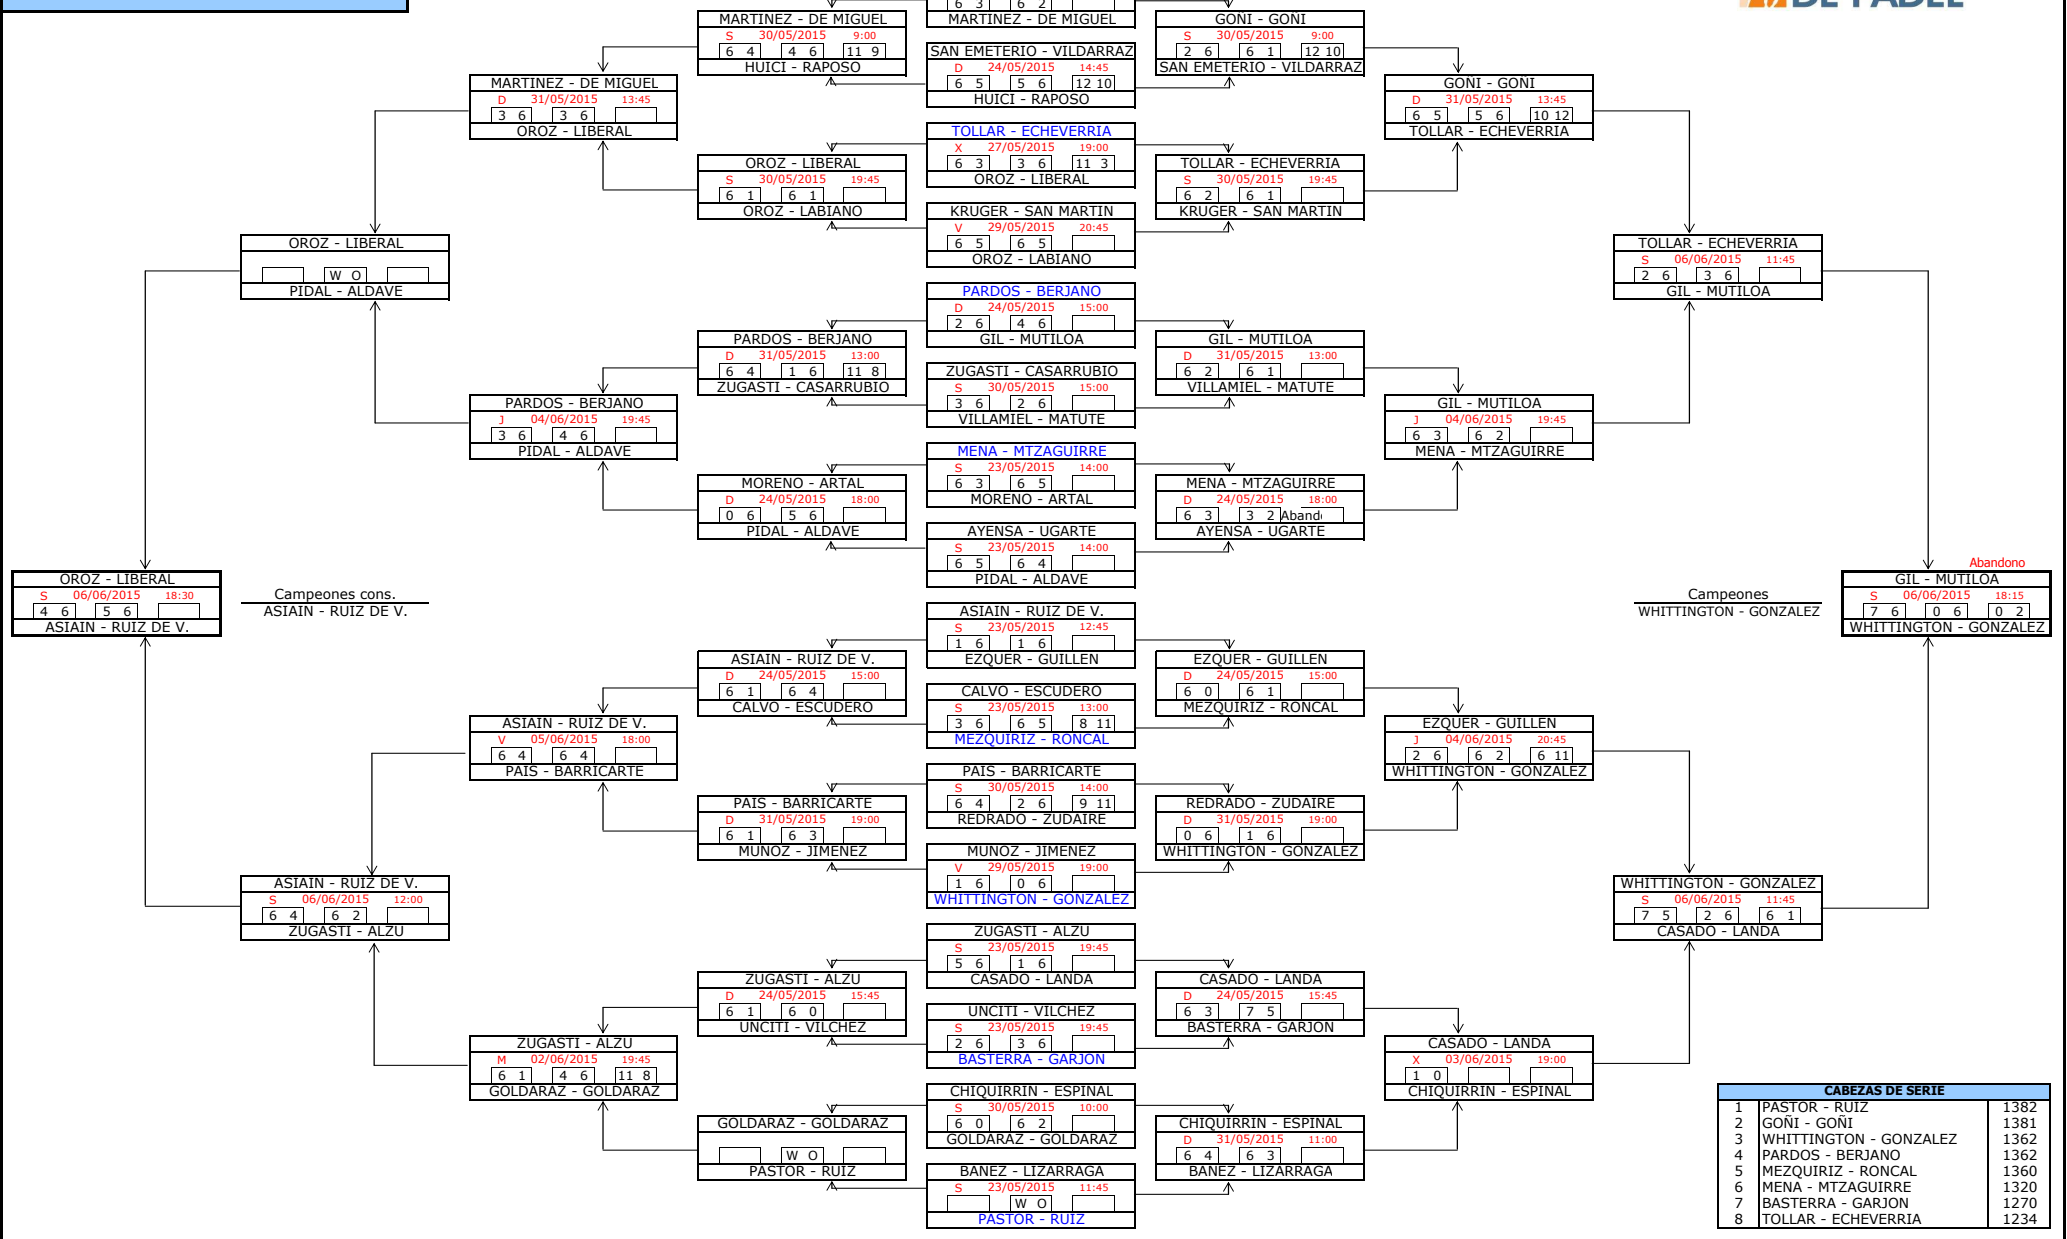 6 3 6 2
MARTINEZ - DE MIGUEL
DE PADEL
MARTINEZ - DE MIGUEL
S 30/05/2015 9:00
6 4 4 6 11 9
HUICI - RAPOSO
GOÑI - GOÑI
S 30/05/2015 9:00
2 6 6 1 12 10
SAN EMETERIO - VILDARRAZ
SAN EMETERIO - VILDARRAZ
D 24/05/2015 14:45
6 5 5 6 12 10
HUICI - RAPOSO
MARTINEZ - DE MIGUEL
D 31/05/2015 13:45
3 6 3 6
OROZ - LIBERAL
GOÑI - GOÑI
D 31/05/2015 13:45
6 5 5 6 10 12
TOLLAR - ECHEVERRIA
TOLLAR - ECHEVERRIA
X 27/05/2015 19:00
6 3 3 6 11 3
OROZ - LIBERAL
OROZ - LIBERAL
S 30/05/2015 19:45
6 1 6 1
OROZ - LABIANO
TOLLAR - ECHEVERRIA
S 30/05/2015 19:45
6 2 6 1
KRUGER - SAN MARTIN
KRUGER - SAN MARTIN
V 29/05/2015 20:45
6 5 6 5
OROZ - LABIANO
OROZ - LIBERAL
W O
PIDAL - ALDAVE
TOLLAR - ECHEVERRIA
S 06/06/2015 11:45
2 6 3 6
GIL - MUTILOA
PARDOS - BERJANO
D 24/05/2015 15:00
2 6 4 6
GIL - MUTILOA
PARDOS - BERJANO
D 31/05/2015 13:00
6 4 1 6 11 8
ZUGASTI - CASARRUBIO
GIL - MUTILOA
D 31/05/2015 13:00
6 2 6 1
VILLAMIEL - MATUTE
ZUGASTI - CASARRUBIO
S 30/05/2015 15:00
3 6 2 6
VILLAMIEL - MATUTE
PARDOS - BERJANO
J 04/06/2015 19:45
3 6 4 6
PIDAL - ALDAVE
GIL - MUTILOA
J 04/06/2015 19:45
6 3 6 2
MENA - MTZAGUIRRE
MENA - MTZAGUIRRE
S 23/05/2015 14:00
6 3 6 5
MORENO - ARTAL
MORENO - ARTAL
D 24/05/2015 18:00
0 6 5 6
PIDAL - ALDAVE
MENA - MTZAGUIRRE
D 24/05/2015 18:00
6 3 3 2 Aband
AYENSA - UGARTE
AYENSA - UGARTE
S 23/05/2015 14:00
6 5 6 4
PIDAL - ALDAVE
OROZ - LIBERAL
S 06/06/2015 18:30
4 6 5 6
ASIAIN - RUIZ DE V.
Campeones cons.
ASIAIN - RUIZ DE V.
Campeones
WHITTINGTON - GONZALEZ
Abandono
GIL - MUTILOA
S 06/06/2015 18:15
7 6 0 6 0 2
WHITTINGTON - GONZALEZ
ASIAIN - RUIZ DE V.
S 23/05/2015 12:45
1 6 1 6
EZQUER - GUILLEN
ASIAIN - RUIZ DE V.
D 24/05/2015 15:00
6 1 6 4
CALVO - ESCUDERO
EZQUER - GUILLEN
D 24/05/2015 15:00
6 0 6 1
MEZQUIRIZ - RONCAL
CALVO - ESCUDERO
S 23/05/2015 13:00
3 6 6 5 8 11
MEZQUIRIZ - RONCAL
ASIAIN - RUIZ DE V.
V 05/06/2015 18:00
6 4 6 4
PAIS - BARRICARTE
EZQUER - GUILLEN
J 04/06/2015 20:45
2 6 6 2 6 11
WHITTINGTON - GONZALEZ
PAIS - BARRICARTE
S 30/05/2015 14:00
6 4 2 6 9 11
REDRADO - ZUDAIRE
PAIS - BARRICARTE
D 31/05/2015 19:00
6 1 6 3
MUÑOZ - JIMENEZ
REDRADO - ZUDAIRE
D 31/05/2015 19:00
0 6 1 6
WHITTINGTON - GONZALEZ
MUÑOZ - JIMENEZ
V 29/05/2015 19:00
1 6 0 6
WHITTINGTON - GONZALEZ
ASIAIN - RUIZ DE V.
S 06/06/2015 12:00
6 4 6 2
ZUGASTI - ALZU
WHITTINGTON - GONZALEZ
S 06/06/2015 11:45
7 5 2 6 6 1
CASADO - LANDA
ZUGASTI - ALZU
S 23/05/2015 19:45
5 6 1 6
CASADO - LANDA
ZUGASTI - ALZU
D 24/05/2015 15:45
6 1 6 0
UNCITI - VILCHEZ
CASADO - LANDA
D 24/05/2015 15:45
6 3 7 5
BASTERRA - GARJON
UNCITI - VILCHEZ
S 23/05/2015 19:45
2 6 3 6
BASTERRA - GARJON
ZUGASTI - ALZU
M 02/06/2015 19:45
6 1 4 6 11 8
GOLDARAZ - GOLDARAZ
CASADO - LANDA
X 03/06/2015 19:00
1 0
CHIQUIRRIN - ESPINAL
CHIQUIRRIN - ESPINAL
S 30/05/2015 10:00
6 0 6 2
GOLDARAZ - GOLDARAZ
GOLDARAZ - GOLDARAZ
W O
PASTOR - RUIZ
CHIQUIRRIN - ESPINAL
D 31/05/2015 11:00
6 4 6 3
BAÑEZ - LIZARRAGA
BAÑEZ - LIZARRAGA
S 23/05/2015 11:45
W O
PASTOR - RUIZ
CABEZAS DE SERIE
1 PASTOR - RUIZ 1382
2 GOÑI - GOÑI 1381
3 WHITTINGTON - GONZALEZ 1362
4 PARDOS - BERJANO 1362
5 MEZQUIRIZ - RONCAL 1360
6 MENA - MTZAGUIRRE 1320
7 BASTERRA - GARJON 1270
8 TOLLAR - ECHEVERRIA 1234